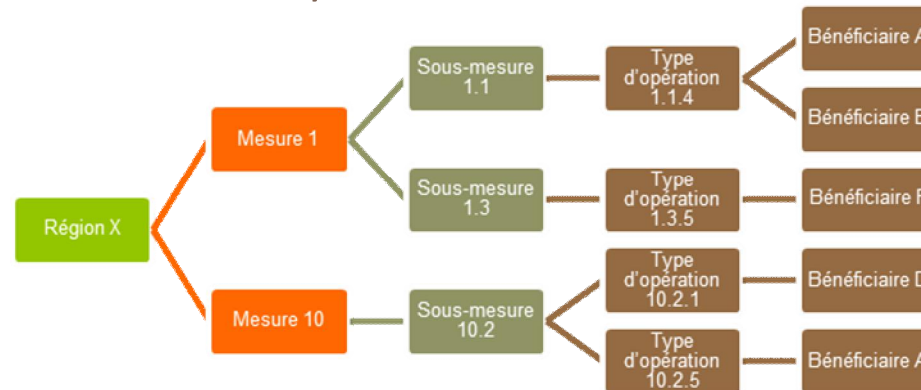 Région X
Mesure 1
Mesure 10
Sous-mesure
1.1
Sous-mesure
1.3
Sous-mesure
10.2
Type
d'opération
1.1.4
Type
d'opération
1.3.5
Type
d'opération
10.2.1
Type
d'opération
10.2.5
Bénéficiaire A
Bénéficiaire
Bénéficiaire
Bénéficiaire
Bénéficiaire A